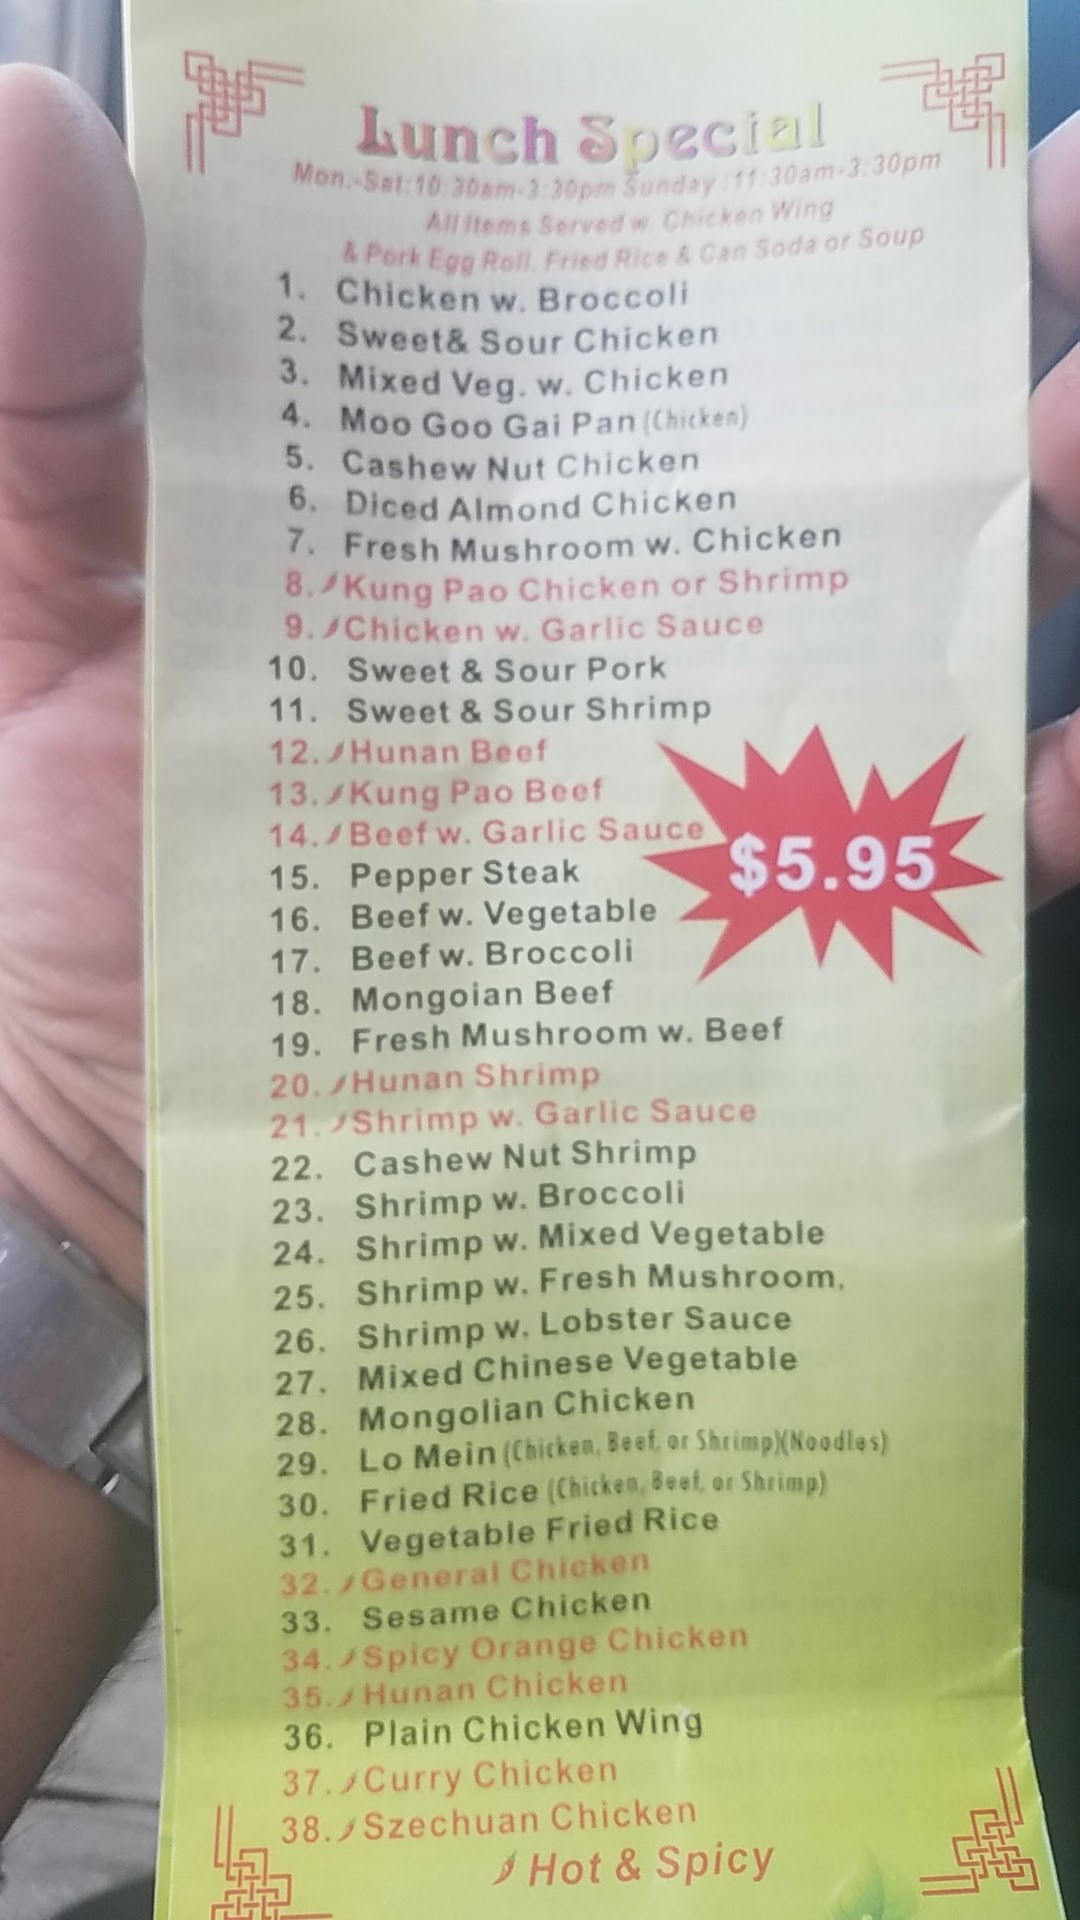 Lunch Special
Mon.-Sat:10:30am-3:30pm Sunday :11:30am-3:30pm
All Items Served w. Chicken Wing
& Pork Egg Roll, Fried Rice & Can Soda or Soup
1. Chicken w. Broccoli
2. Sweet& Sour Chicken
3. Mixed Veg. w. Chicken
4. Moo Goo Gai Pan (Chicken)
5. Cashew Nut Chicken
6. Diced Almond Chicken
7. Fresh Mushroom w. Chicken
8. Kung Pao Chicken or Shrimp
9. Chicken w. Garlic Sauce
10. Sweet & Sour Pork
11. Sweet & Sour Shrimp
12. Hunan Beef
13. Kung Pao Beef
14. Beef w. Garlic Sauce
$5.95
15. Pepper Steak
16. Beef w. Vegetable
17. Beef w. Broccoli
18. Mongoian Beef
19. Fresh Mushroom w. Beef
20. Hunan Shrimp
21. Shrimp w. Garlic Sauce
22. Cashew Nut Shrimp
23. Shrimp w. Broccoli
24. Shrimp w. Mixed Vegetable
25. Shrimp w. Fresh Mushroom.
26. Shrimp w. Lobster Sauce
27. Mixed Chinese Vegetable
28. Mongolian Chicken
29. Lo Mein (Chicken, Beef, or Shrimp)(Noodles)
30. Fried Rice (Chicken, Beef, or Shrimp)
31. Vegetable Fried Rice
32. General Chicken
33. Sesame Chicken
34. Spicy Orange Chicken
35. Hunan Chicken
36. Plain Chicken Wing
37. Curry Chicken
38. Szechuan Chicken
Hot & Spicy